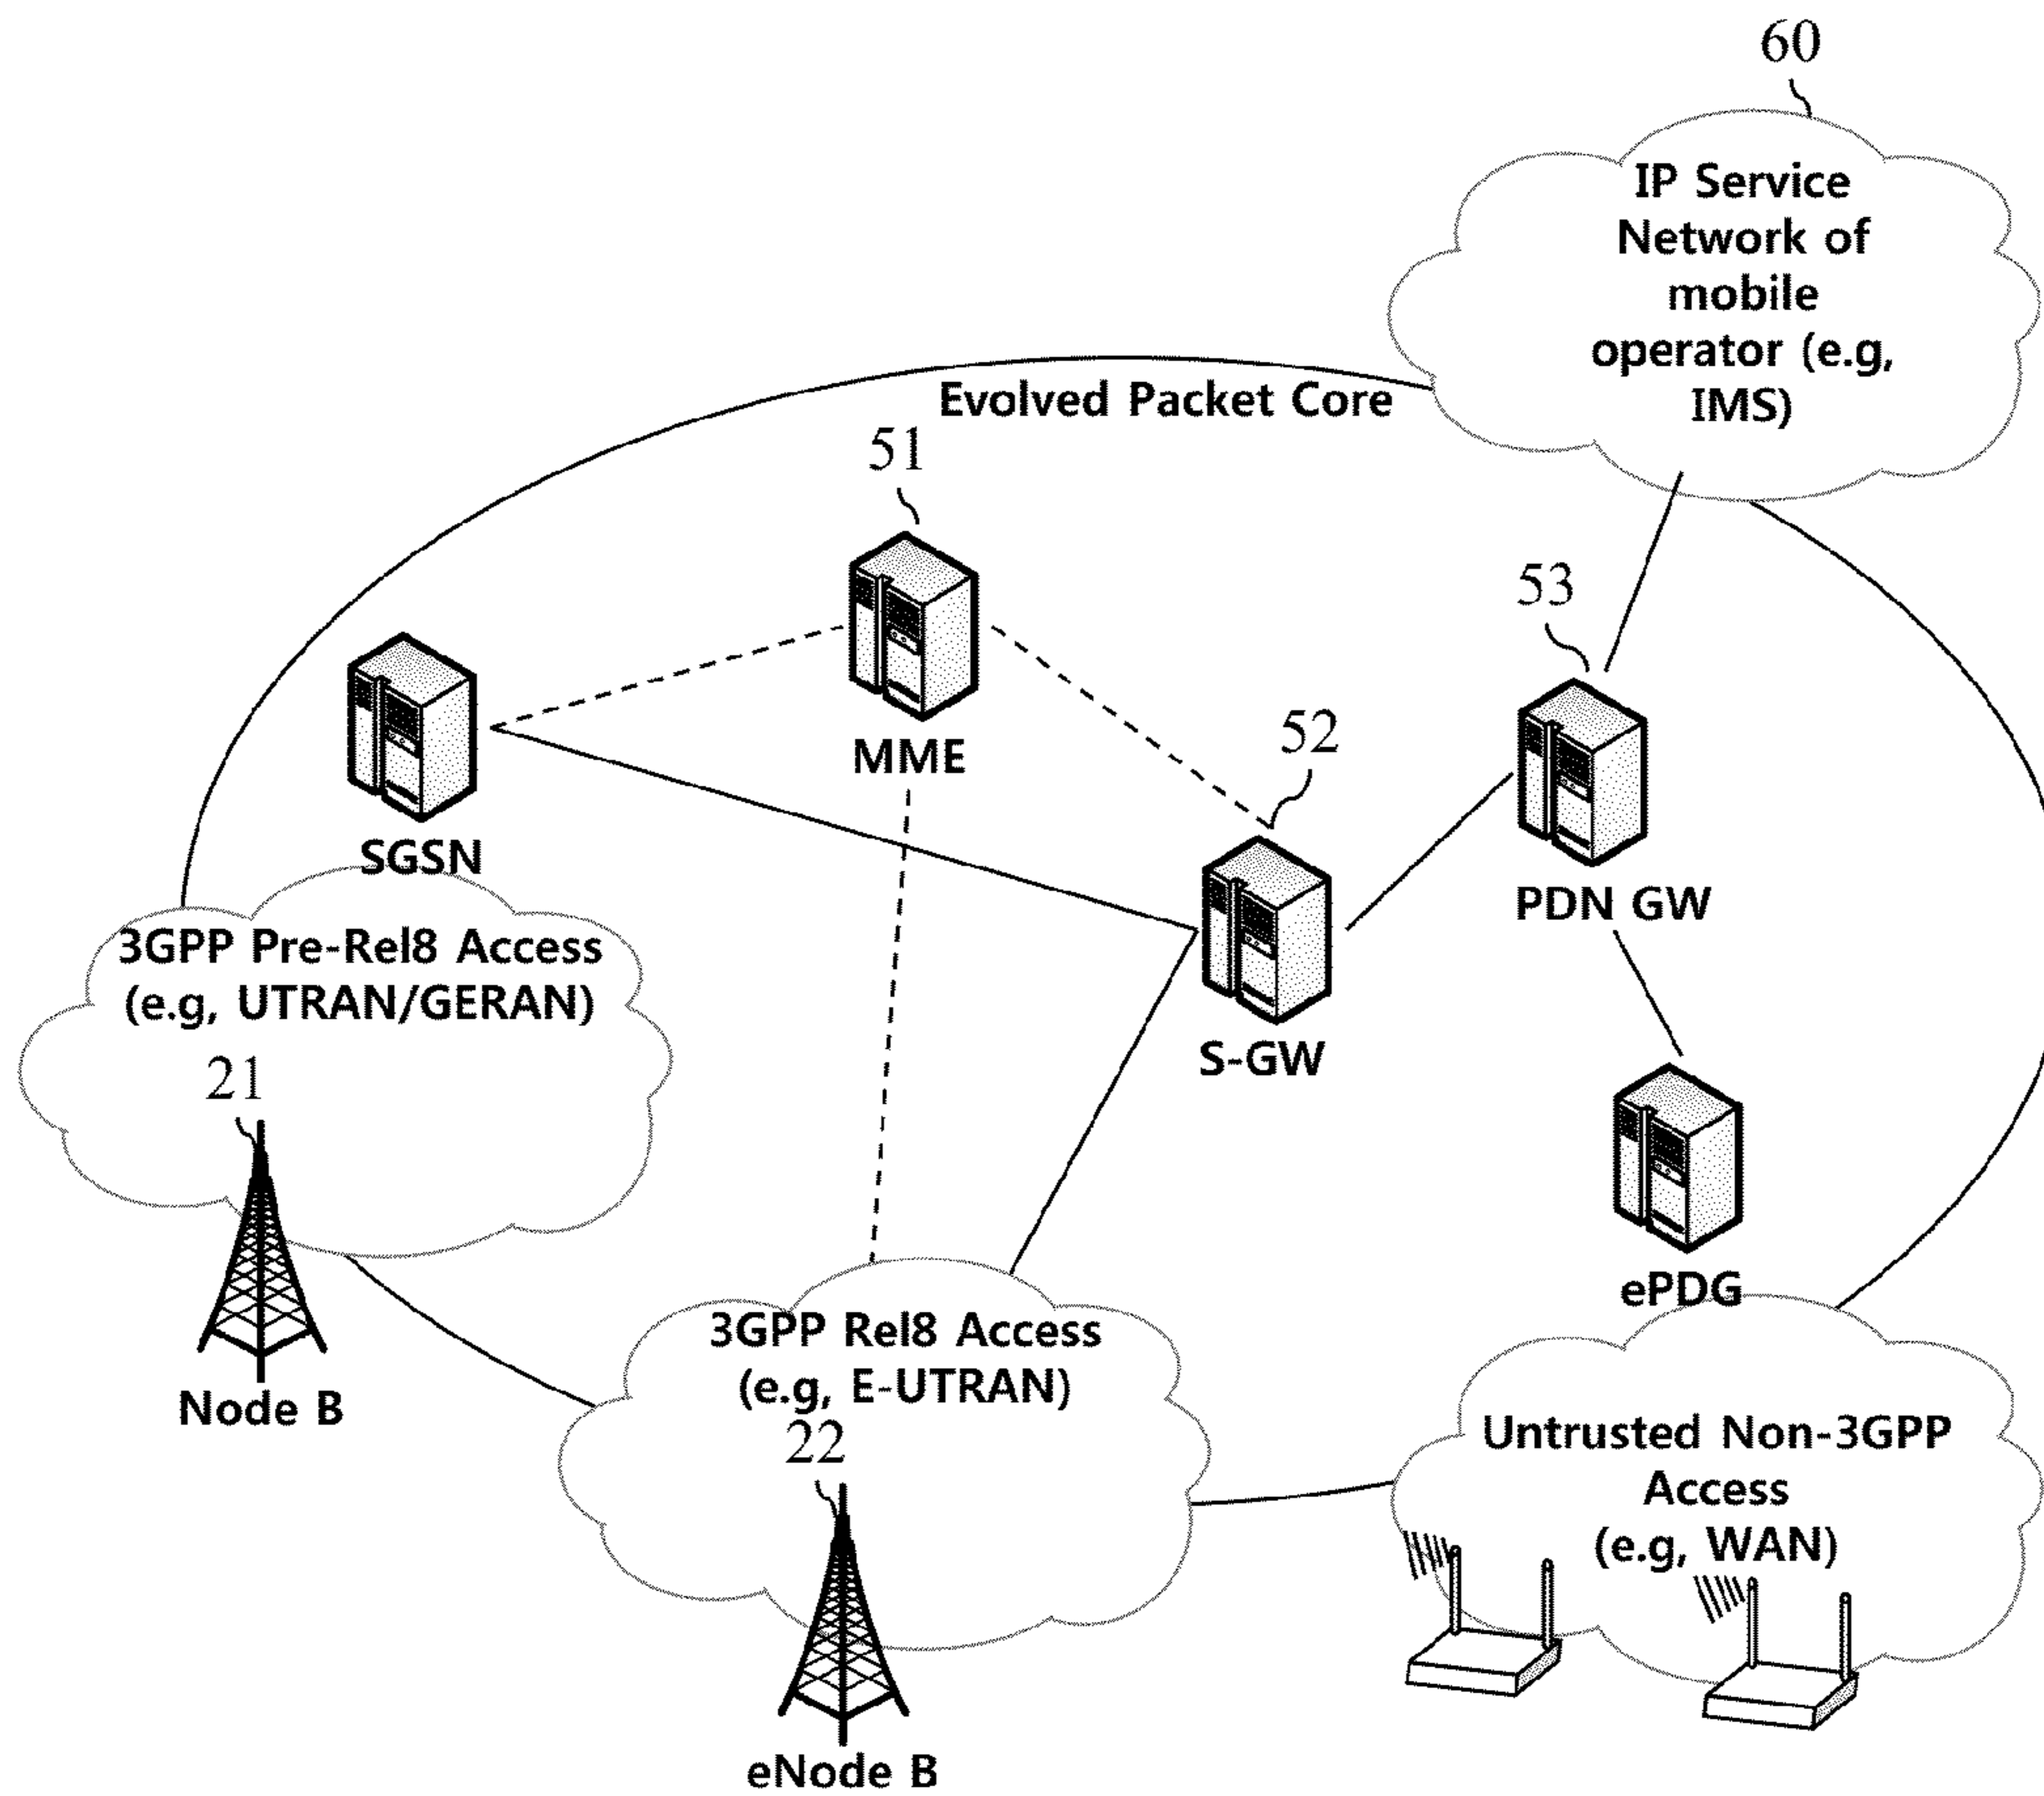 60
IP Service
Network of
mobile
operator (e.g,
IMS)
Evolved Packet Core
51
53
MME
52
SGSN
PDN GW
3GPP Pre-Rel8 Access
(e.g, UTRAN/GERAN)
S-GW
21
ePDG
3GPP Rel8 Access
(e.g, E-UTRAN)
Node B
22
Untrusted Non-3GPP
Access
(e.g, WAN)
eNode B